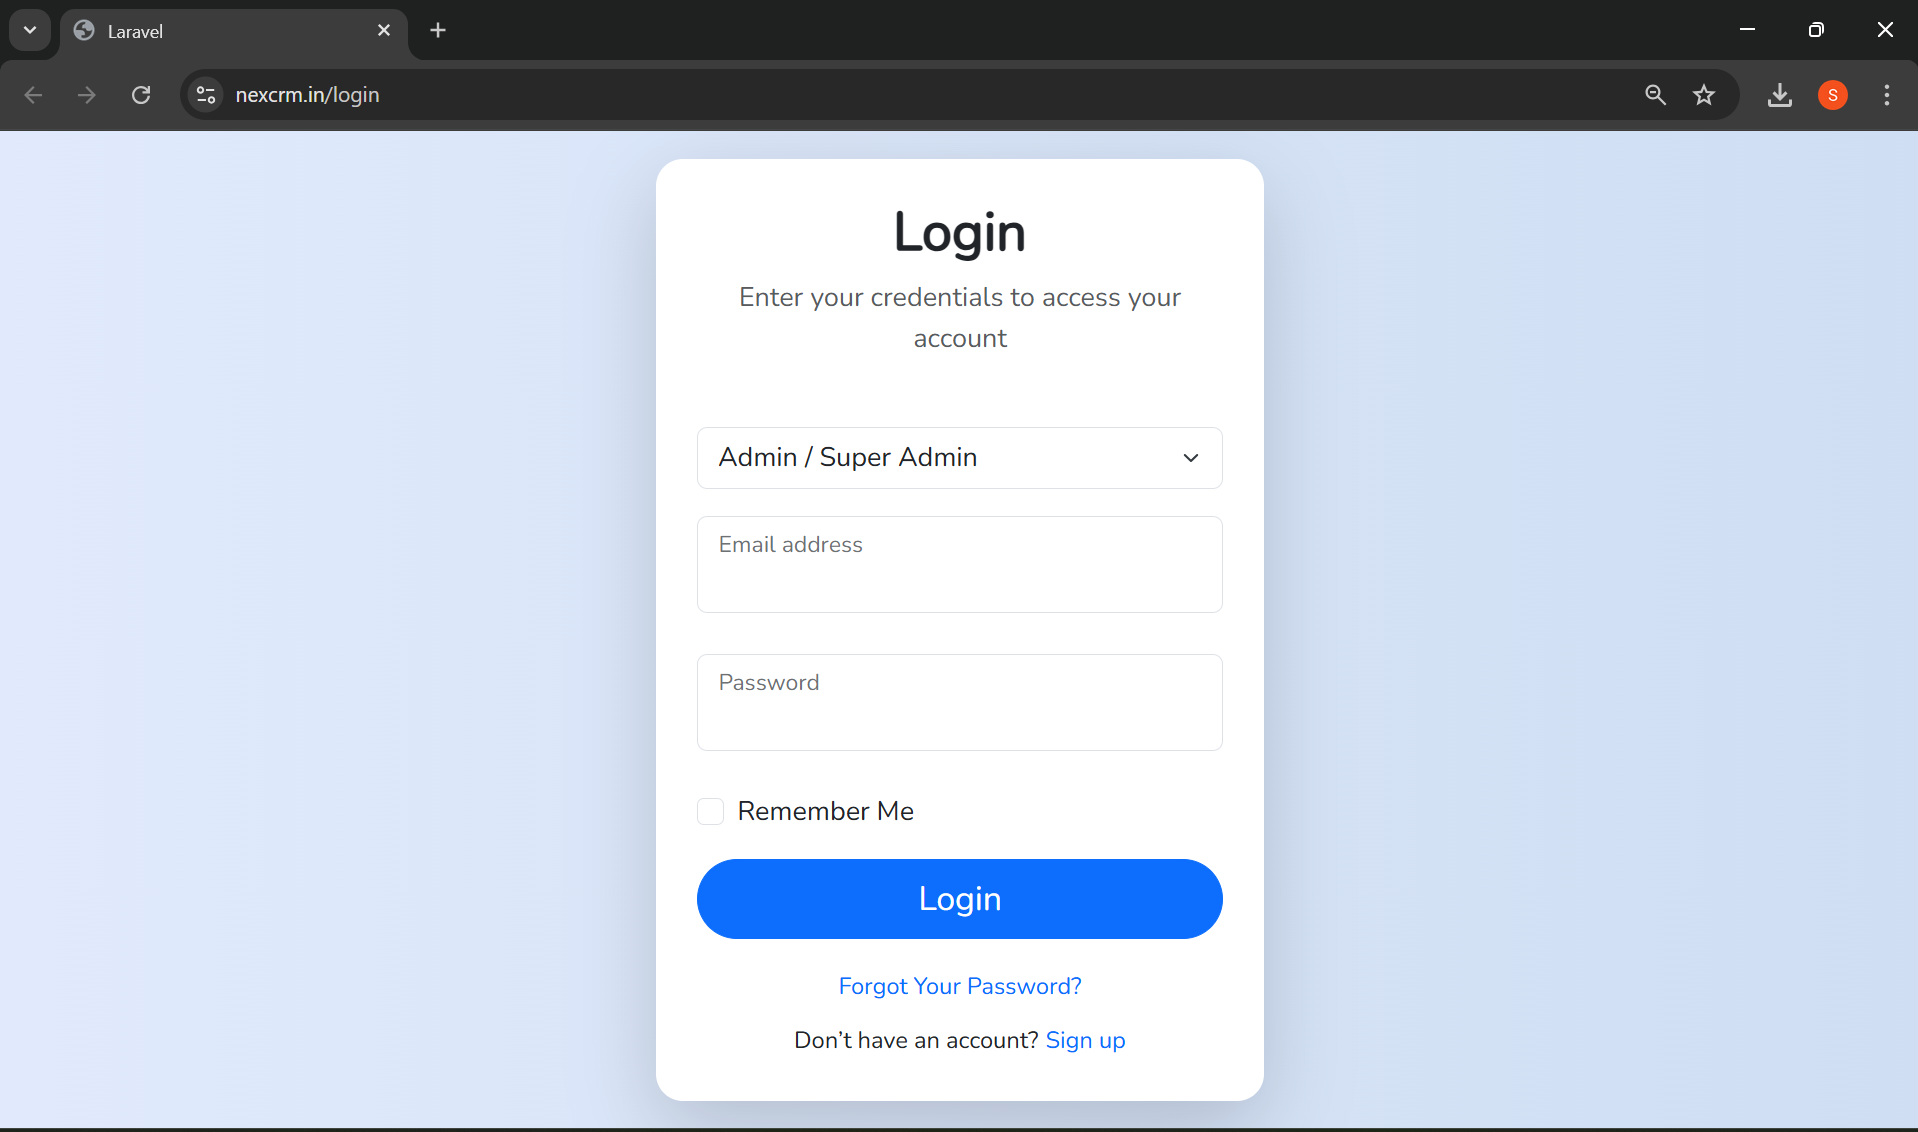 Laravel
nexcrm.in/login
S
Login
Enter your credentials to access your
account
Admin / Super Admin
Email address
Password
Remember Me
Login
Forgot Your Password?
Don’t have an account? Sign up